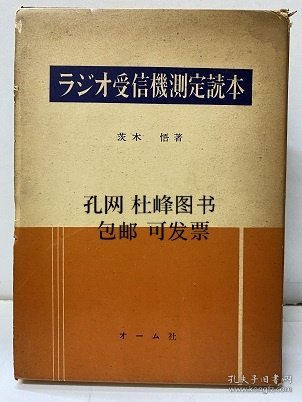 ラジオ受信機測定読本
茨木 悟著
孔网 杜峰图书
包邮 可发票
オーム社
孔夫子旧书网